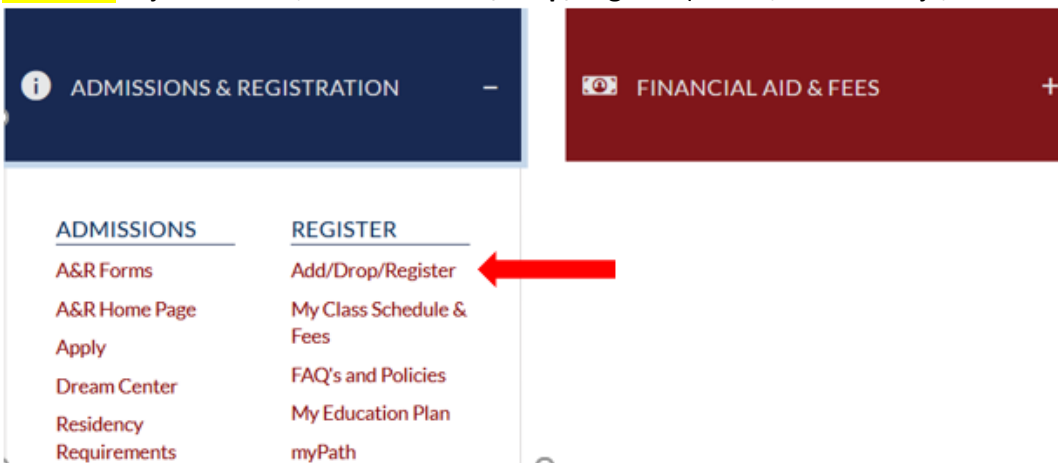 ADMISSIONS & REGISTRATION
FINANCIAL AID & FEES
ADMISSIONS
A&R Forms
A&R Home Page
Apply
Dream Center
Residency
Requirements
REGISTER
Add/Drop/Register
My Class Schedule &
Fees
FAQ's and Policies
My Education Plan
myPath